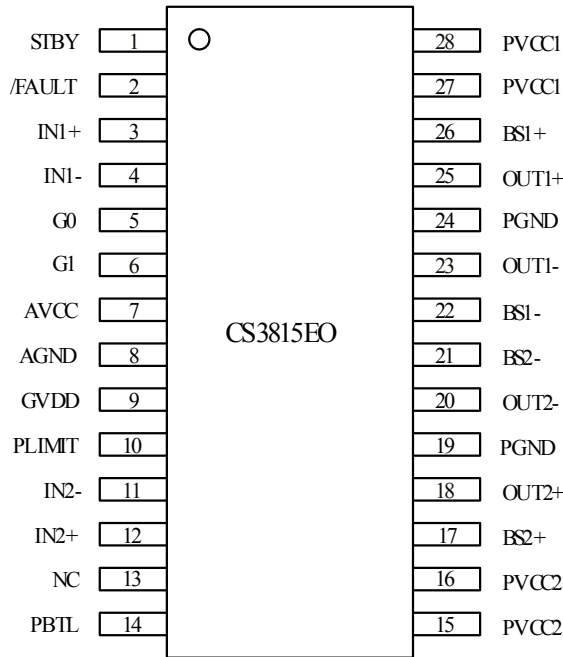 STBY 1 28 PVCC1
/FAULT 2 27 PVCC1
IN1+ 3 26 BS1+
IN1- 4 25 OUT1+
G0 5 24 PGND
G1 6 23 OUT1-
AVCC 7 22 BS1-
CS3815EO
AGND 8 21 BS2-
GVDD 9 20 OUT2-
PLIMIT 10 19 PGND
IN2- 11 18 OUT2+
IN2+ 12 17 BS2+
NC 13 16 PVCC2
PBTL 14 15 PVCC2